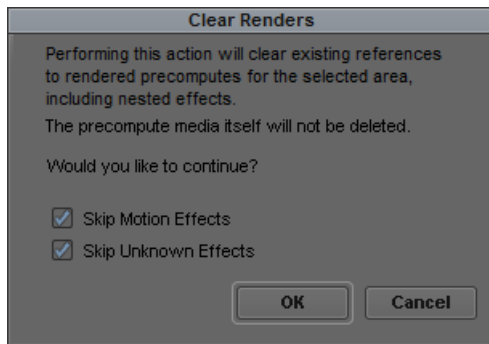 Clear Renders
Performing this action will clear existing references
to rendered precomputes for the selected area,
including nested effects.
The precompute media itself will not be deleted.
Would you like to continue?
Skip Motion Effects
Skip Unknown Effects
OK
Cancel